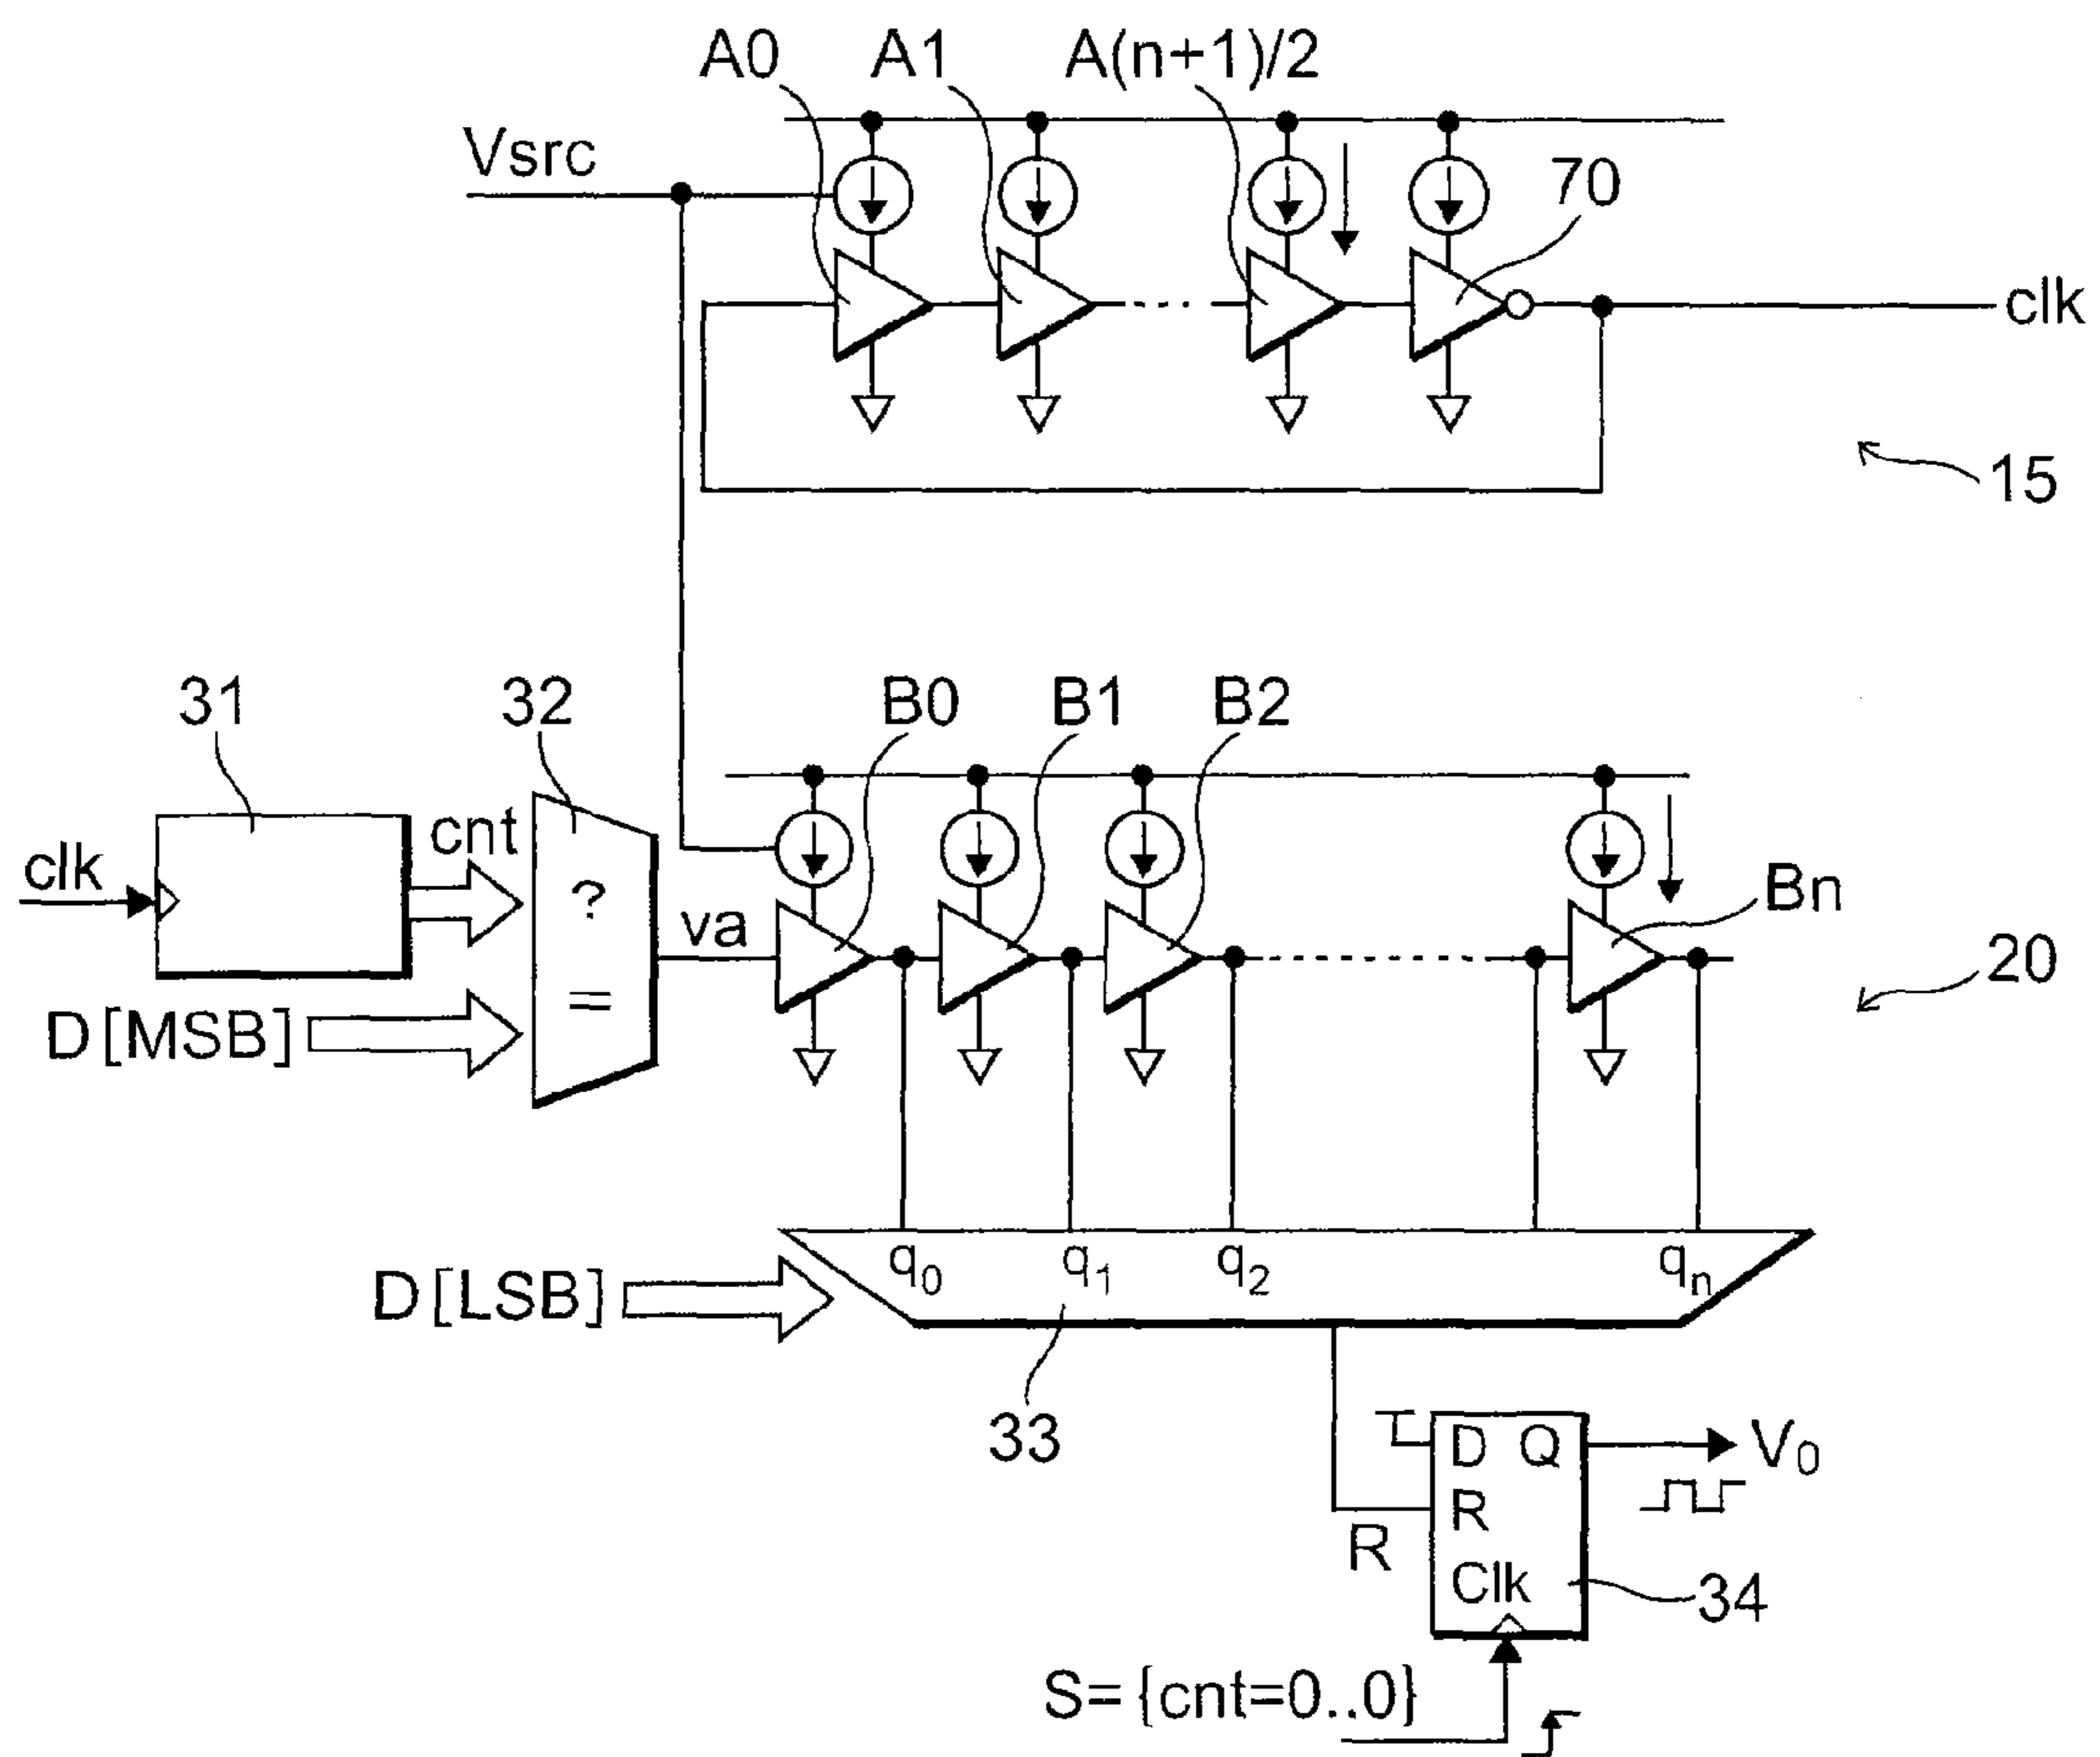 A0 A1 A(n+1)/2
Vsrc
70
clk
15
31 32 B0 B1 B2
cnt
clk
?
=
va
Bn
20
D[MSB]
q0 q1 q2 qn
D[LSB]
33
D Q V0
R
R
Clk
34
S={cnt=0..0}